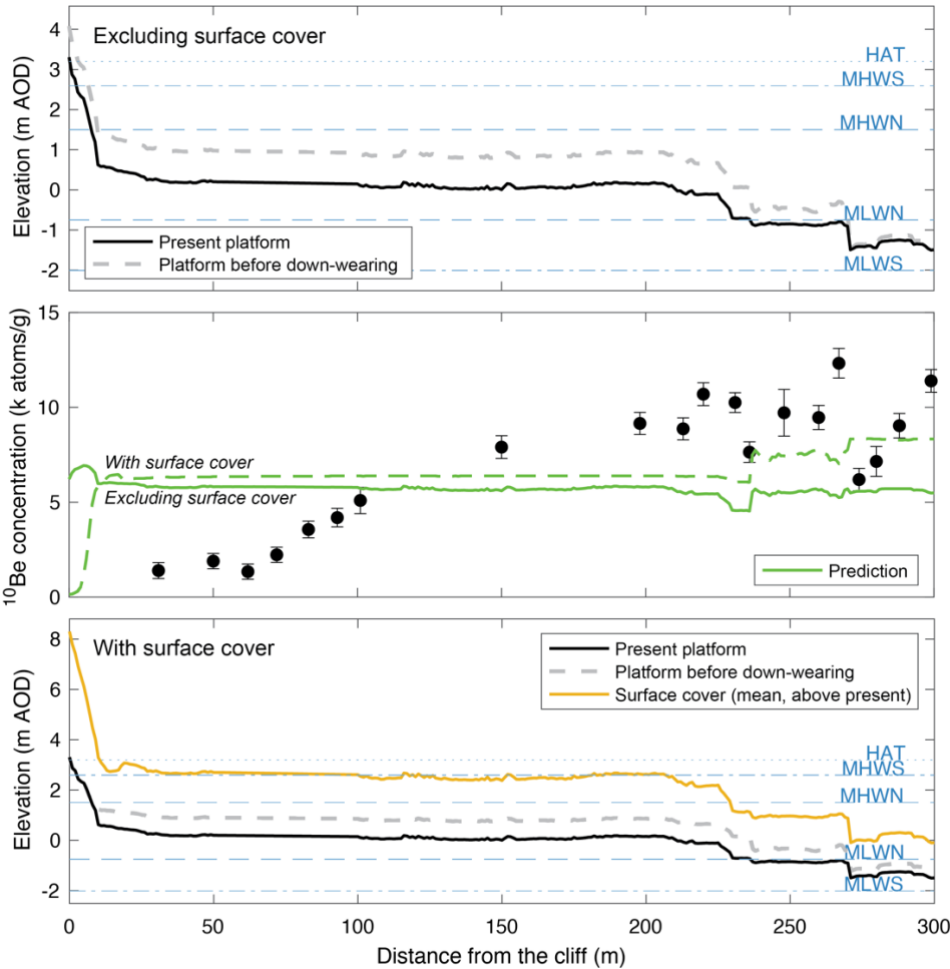 Excluding surface cover
HAT
MHWS
MHWN
MLWN
MLWS
Present platform
Platform before down-wearing
Elevation (m AOD)
4
3
2
1
0
-1
-2
15
10
5
0
¹⁰Be concentration (k atoms/g)
With surface cover
Excluding surface cover
Prediction
With surface cover
Present platform
Platform before down-wearing
Surface cover (mean, above present)
HAT
MHWS
MHWN
MLWN
MLWS
Elevation (m AOD)
8
6
4
2
0
-2
0 50 100 150 200 250 300
Distance from the cliff (m)